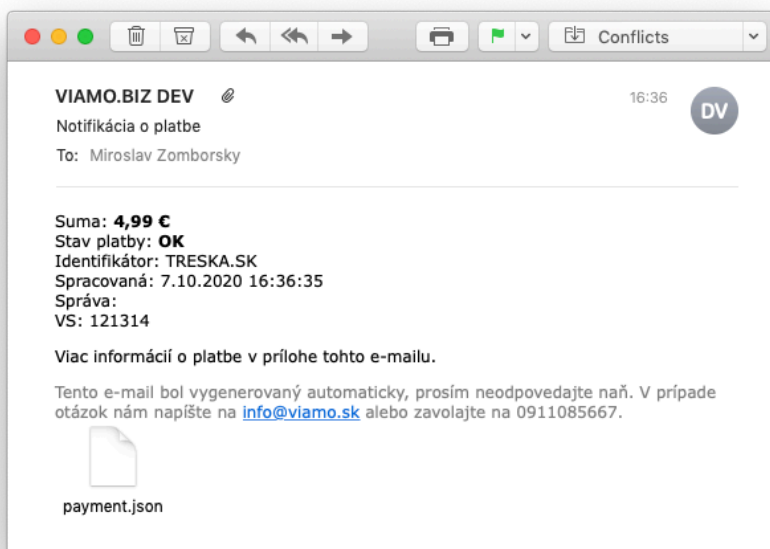 Conflicts
VIAMO.BIZ DEV
16:36
DV
Notifikácia o platbe
To: Miroslav Zomborsky
Suma: 4,99 €
Stav platby: OK
Identifikátor: TRESKA.SK
Spracovaná: 7.10.2020 16:36:35
Správa:
VS: 121314
Viac informácií o platbe v prílohe tohto e-mailu.
Tento e-mail bol vygenerovaný automaticky, prosím neodpovedajte naň. V prípade
otázok nám napíšte na info@viamo.sk alebo zavolajte na 0911085667.
payment.json